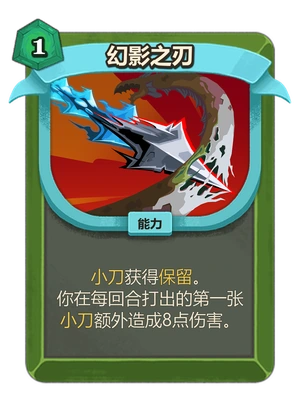 1
幻影之刃
能力
小刀获得保留。
你在每回合打出的第一张
小刀额外造成8点伤害。